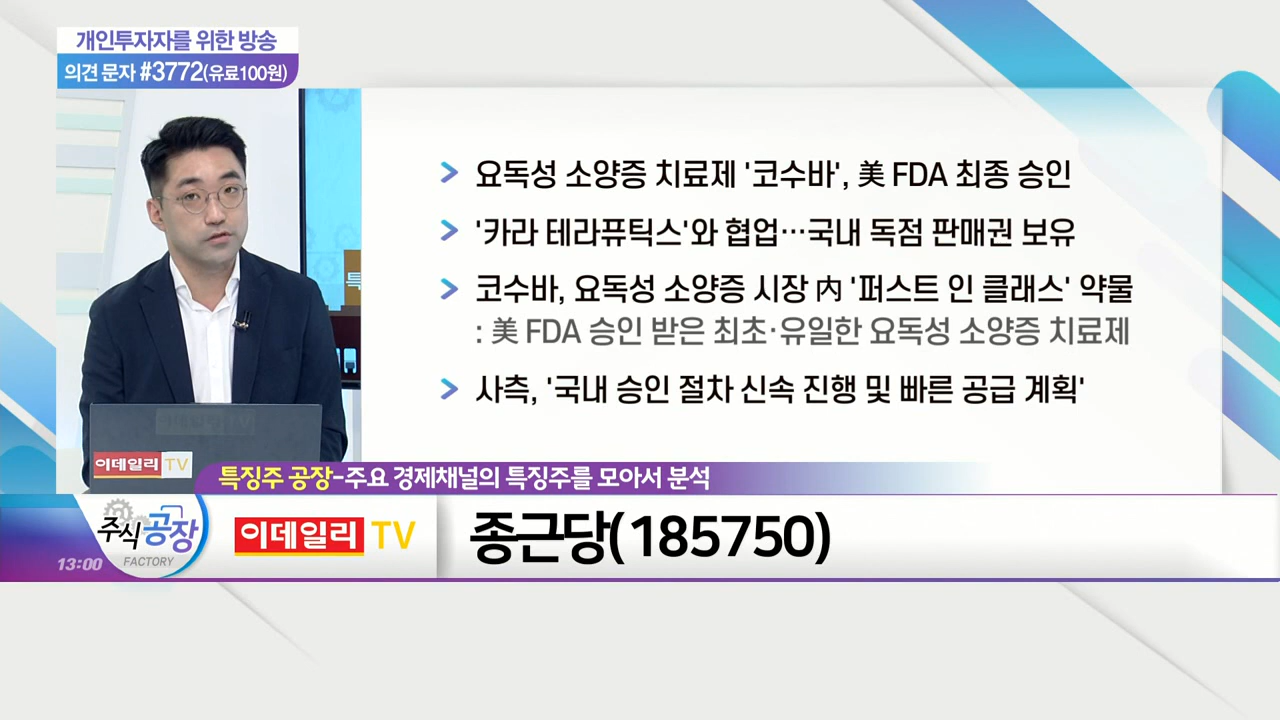 개인투자자를 위한 방송
의견 문자 #3772(유료100원)
> 요독성 소양증 치료제 '코수바', 美 FDA 최종 승인
> '카라 테라퓨틱스'와 협업…국내 독점 판매권 보유
> 코수바, 요독성 소양증 시장 內 '퍼스트 인 클래스' 약물
: 美 FDA 승인 받은 최초·유일한 요독성 소양증 치료제
> 사측, '국내 승인 절차 신속 진행 및 빠른 공급 계획'
특
이데일리 TV
이데일리 TV
특징주 공장-주요 경제채널의 특징주를 모아서 분석
주식공장
FACTORY
13:00
이데일리 TV
종근당(185750)